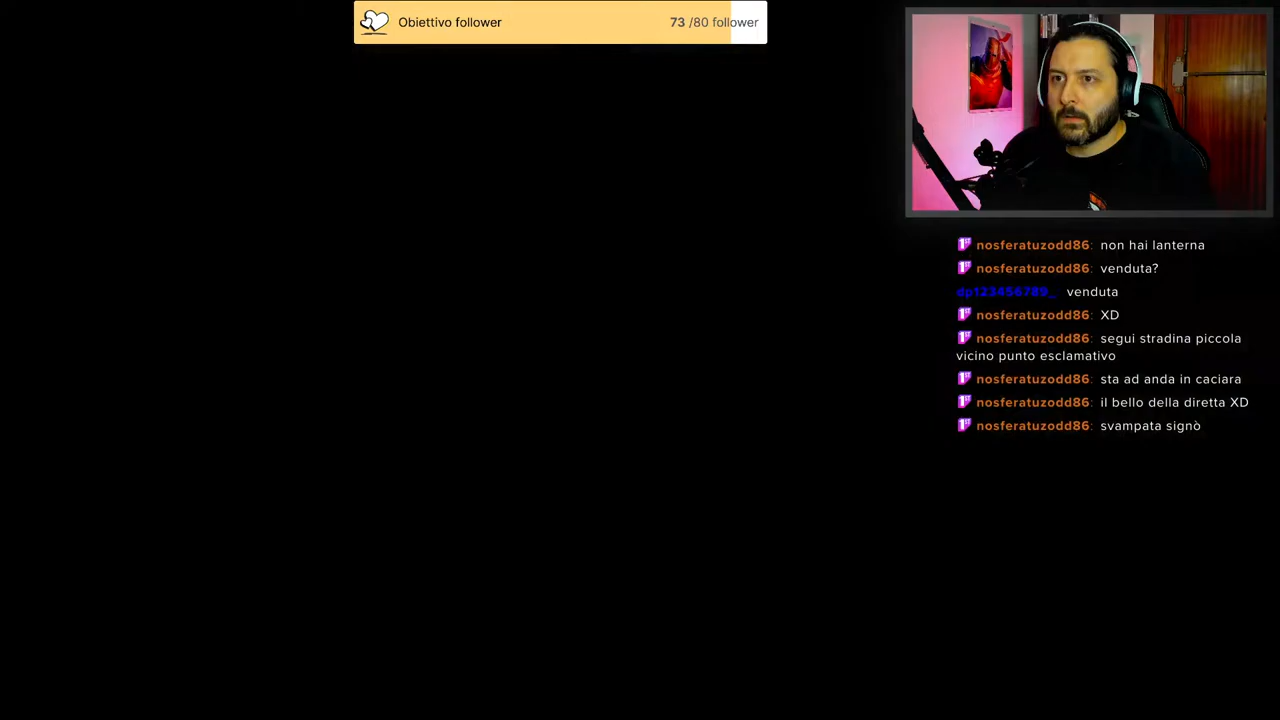 Obiettivo follower 73 /80 follower
nosferatuzodd86: non hai lanterna
nosferatuzodd86: venduta?
dp123456789_ venduta
nosferatuzodd86: XD
nosferatuzodd86: segui stradina piccola
vicino punto esclamativo
nosferatuzodd86: sta ad anda in caciara
nosferatuzodd86: il bello della diretta XD
nosferatuzodd86: svampata signò